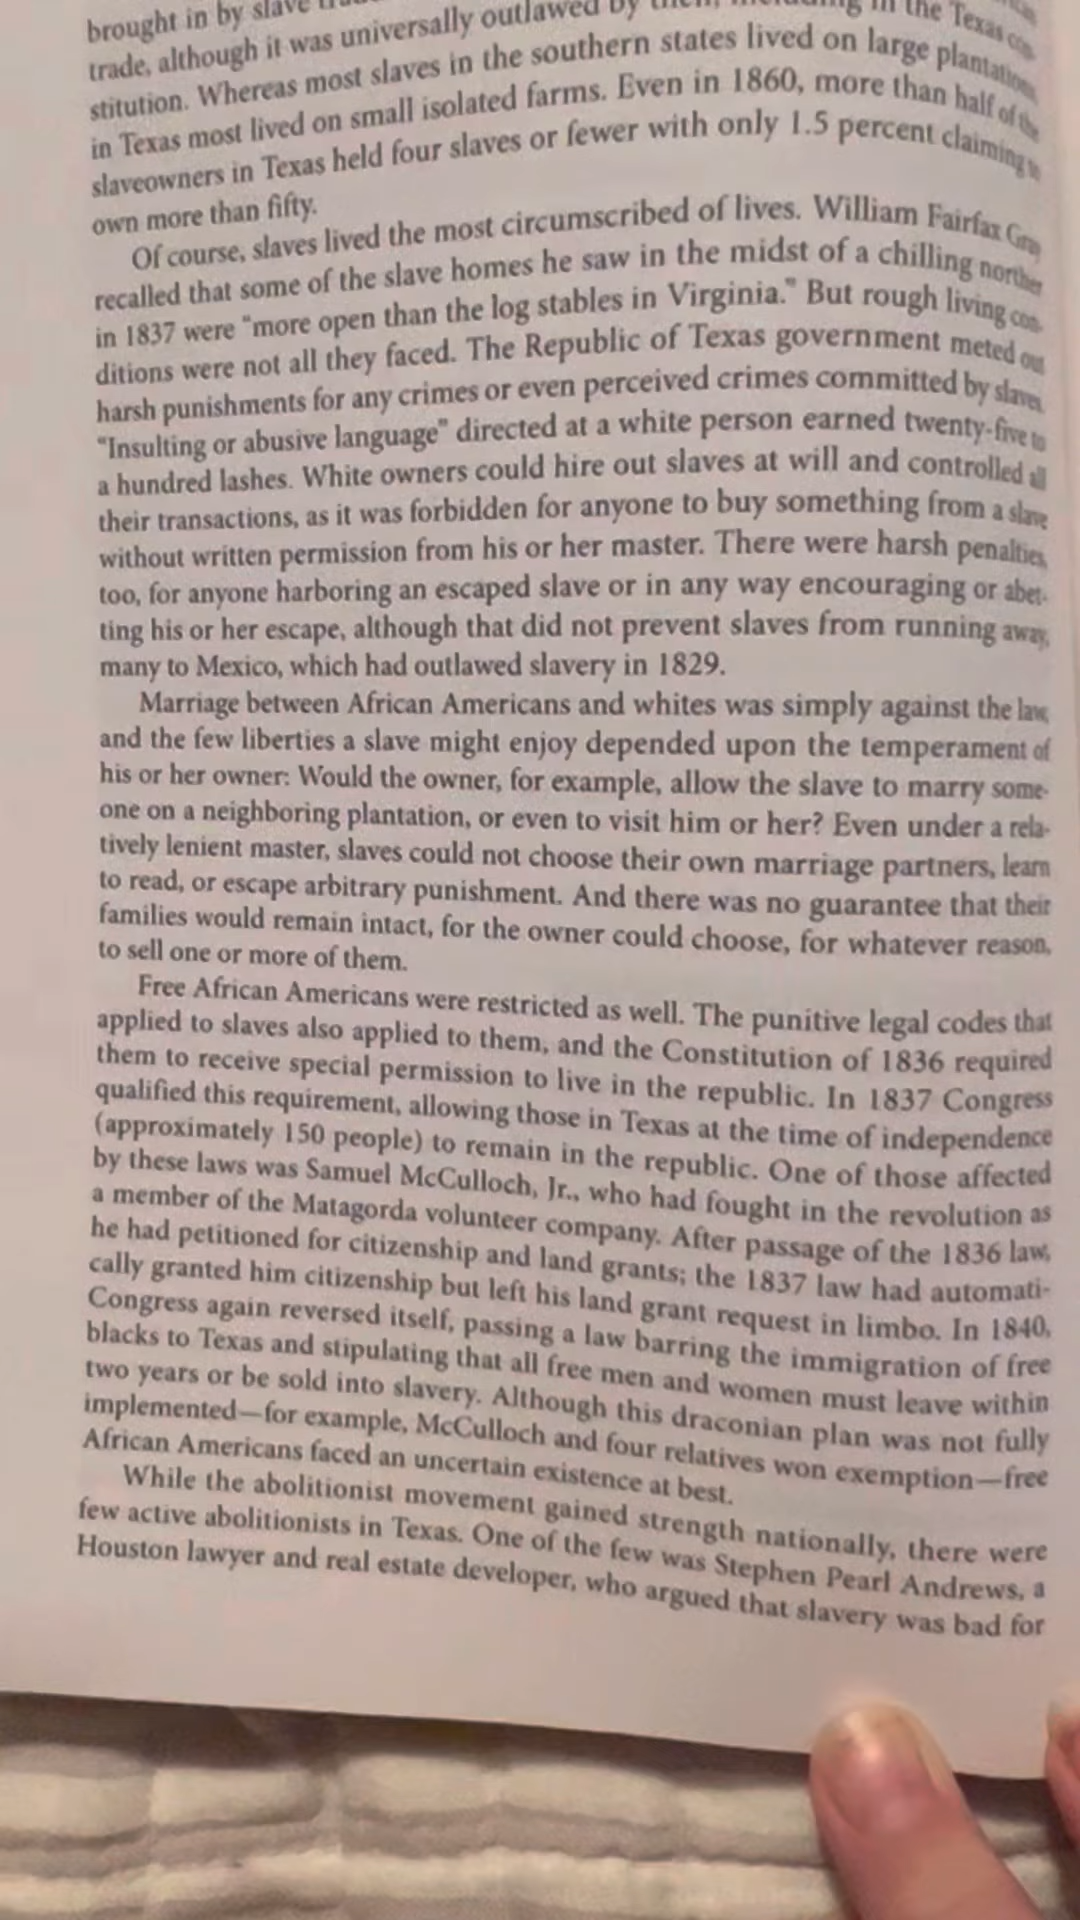 brought in by slave
trade, although it was universally outlawed by them, including in the Texas con-
stitution. Whereas most slaves in the southern states lived on large plantations
in Texas most lived on small isolated farms. Even in 1860, more than half of the
slaveowners in Texas held four slaves or fewer with only 1.5 percent claiming to
own more than fifty.
Of course, slaves lived the most circumscribed of lives. William Fairfax Gray
recalled that some of the slave homes he saw in the midst of a chilling norther
in 1837 were "more open than the log stables in Virginia." But rough living con-
ditions were not all they faced. The Republic of Texas government meted out
harsh punishments for any crimes or even perceived crimes committed by slaves.
"Insulting or abusive language" directed at a white person earned twenty-five to
a hundred lashes. White owners could hire out slaves at will and controlled all
their transactions, as it was forbidden for anyone to buy something from a slave
without written permission from his or her master. There were harsh penalties,
too, for anyone harboring an escaped slave or in any way encouraging or abet-
ting his or her escape, although that did not prevent slaves from running away,
many to Mexico, which had outlawed slavery in 1829.
Marriage between African Americans and whites was simply against the law,
and the few liberties a slave might enjoy depended upon the temperament of
his or her owner: Would the owner, for example, allow the slave to marry some-
one on a neighboring plantation, or even to visit him or her? Even under a rela-
tively lenient master, slaves could not choose their own marriage partners, learn
to read, or escape arbitrary punishment. And there was no guarantee that their
families would remain intact, for the owner could choose, for whatever reason,
to sell one or more of them.
Free African Americans were restricted as well. The punitive legal codes that
applied to slaves also applied to them, and the Constitution of 1836 required
them to receive special permission to live in the republic. In 1837 Congress
qualified this requirement, allowing those in Texas at the time of independence
(approximately 150 people) to remain in the republic. One of those affected
by these laws was Samuel McCulloch, Jr., who had fought in the revolution as
a member of the Matagorda volunteer company. After passage of the 1836 law,
he had petitioned for citizenship and land grants; the 1837 law had automati-
cally granted him citizenship but left his land grant request in limbo. In 1840,
Congress again reversed itself, passing a law barring the immigration of free
blacks to Texas and stipulating that all free men and women must leave within
two years or be sold into slavery. Although this draconian plan was not fully
implemented—for example, McCulloch and four relatives won exemption—free
African Americans faced an uncertain existence at best.
While the abolitionist movement gained strength nationally, there were
few active abolitionists in Texas. One of the few was Stephen Pearl Andrews, a
Houston lawyer and real estate developer, who argued that slavery was bad for